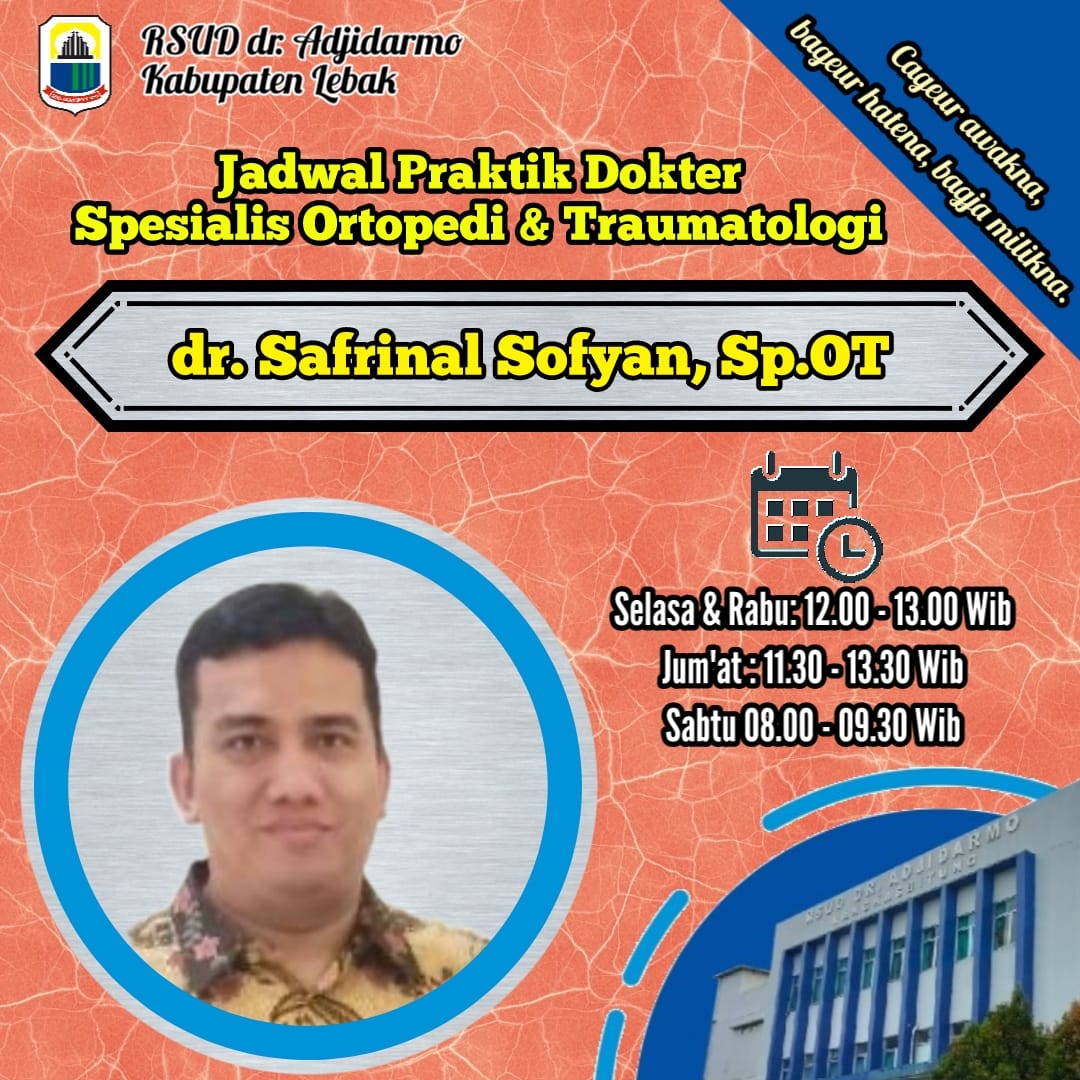 RSUD dr. Adjidarmo
Kabupaten Lebak
Cageur awakna,
bageur hatena, bagja milikna.
Jadwal Praktik Dokter
Spesialis Ortopedi & Traumatologi
dr. Safrinal Sofyan, Sp.OT
Selasa & Rabu: 12.00 - 13.00 Wib
Jum'at : 11.30 - 13.30 Wib
Sabtu 08.00 - 09.30 Wib
RSUD DR. ADJIDARMO
RANGKASBITUNG